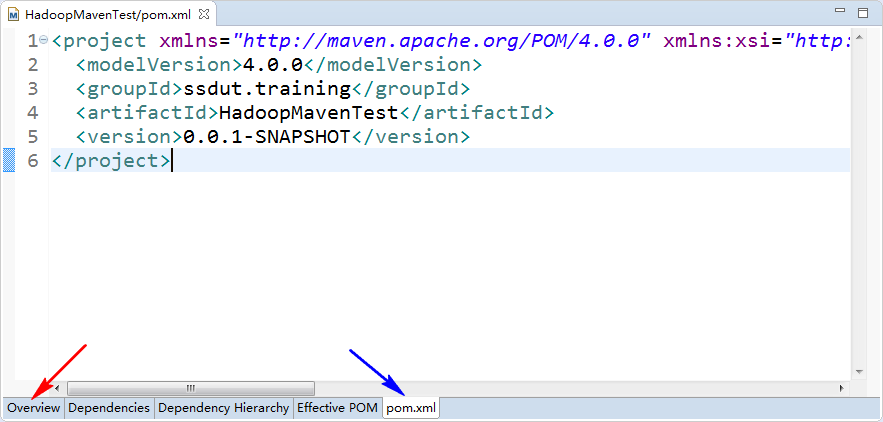 HadoopMavenTest/pom.xml
1 <project xmlns="http://maven.apache.org/POM/4.0.0" xmlns:xsi="http:
2 <modelVersion>4.0.0</modelVersion>
3 <groupId>ssdut.training</groupId>
4 <artifactId>HadoopMavenTest</artifactId>
5 <version>0.0.1-SNAPSHOT</version>
6 </project>
Overview Dependencies Dependency Hierarchy Effective POM pom.xml